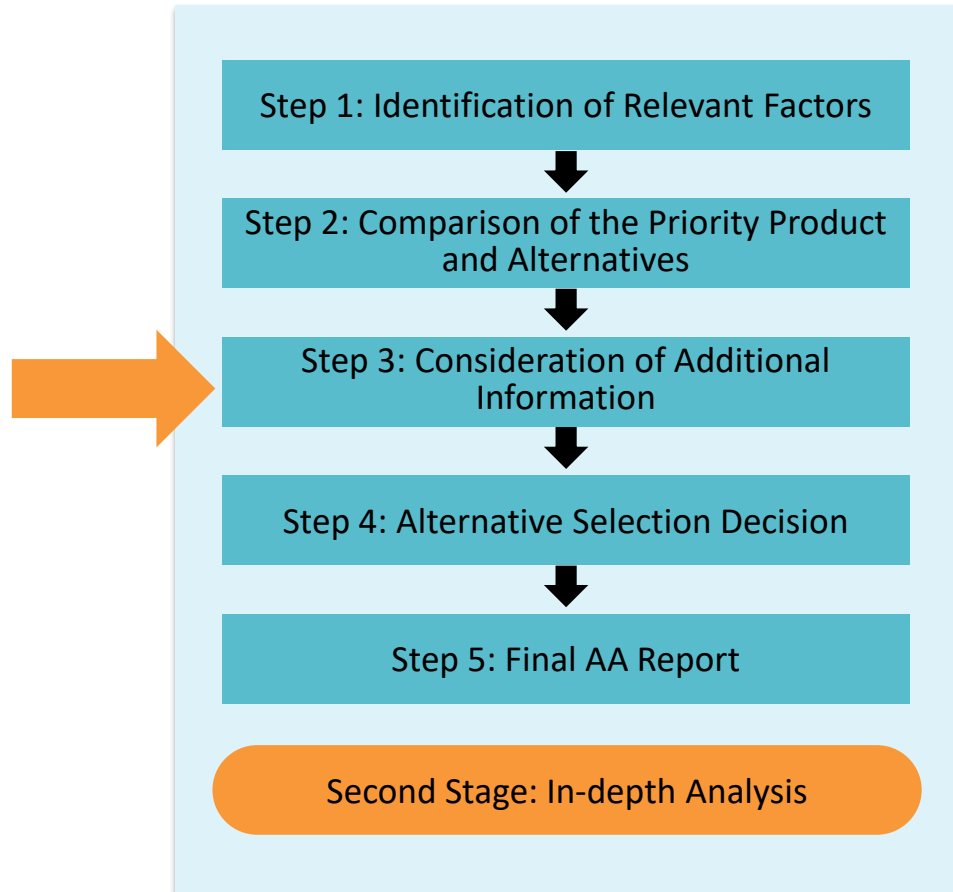 Step 1: Identification of Relevant Factors
Step 2: Comparison of the Priority Product
and Alternatives
Step 3: Consideration of Additional
Information
Step 4: Alternative Selection Decision
Step 5: Final AA Report
Second Stage: In-depth Analysis